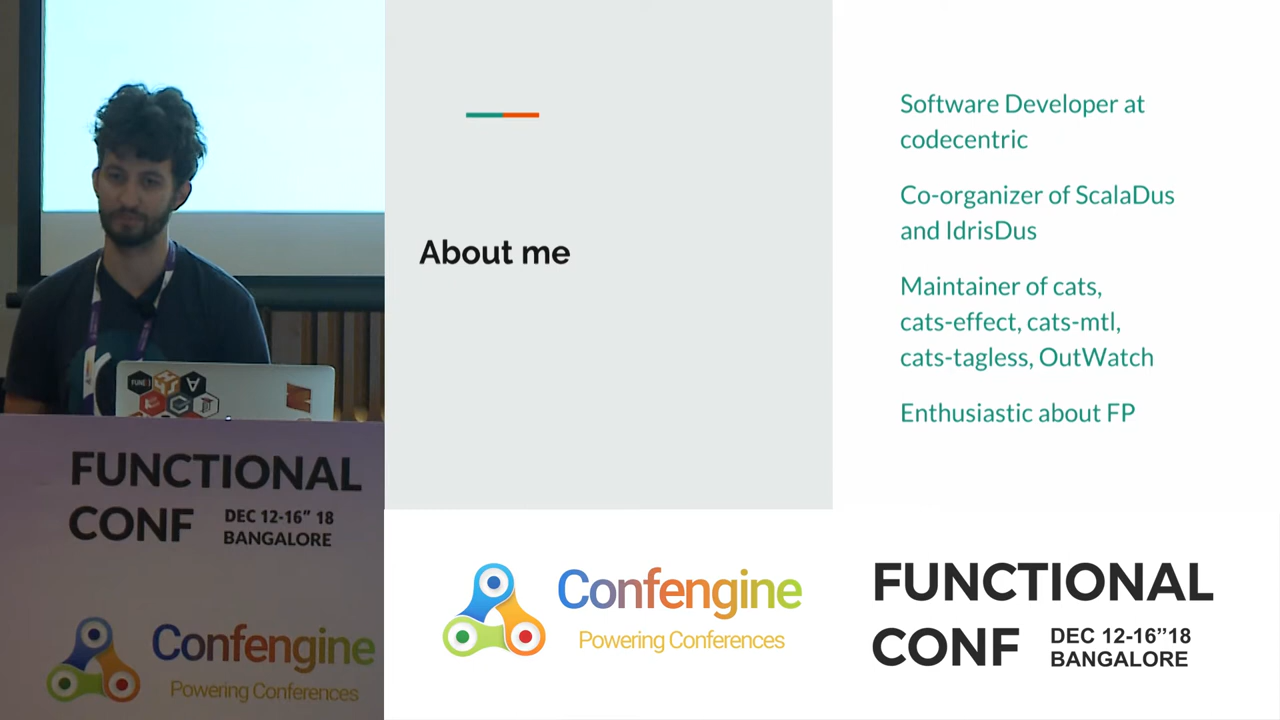 About me
Software Developer at
codecentric
Co-organizer of ScalaDus
and IdrisDus
Maintainer of cats,
cats-effect, cats-mtl,
cats-tagless, OutWatch
Enthusiastic about FP
FUNCTIONAL
CONF
DEC 12-16” 18
BANGALORE
Confengine
Powering Conferences
Confengine
Powering Conferences
FUNCTIONAL
CONF
DEC 12-16”18
BANGALORE